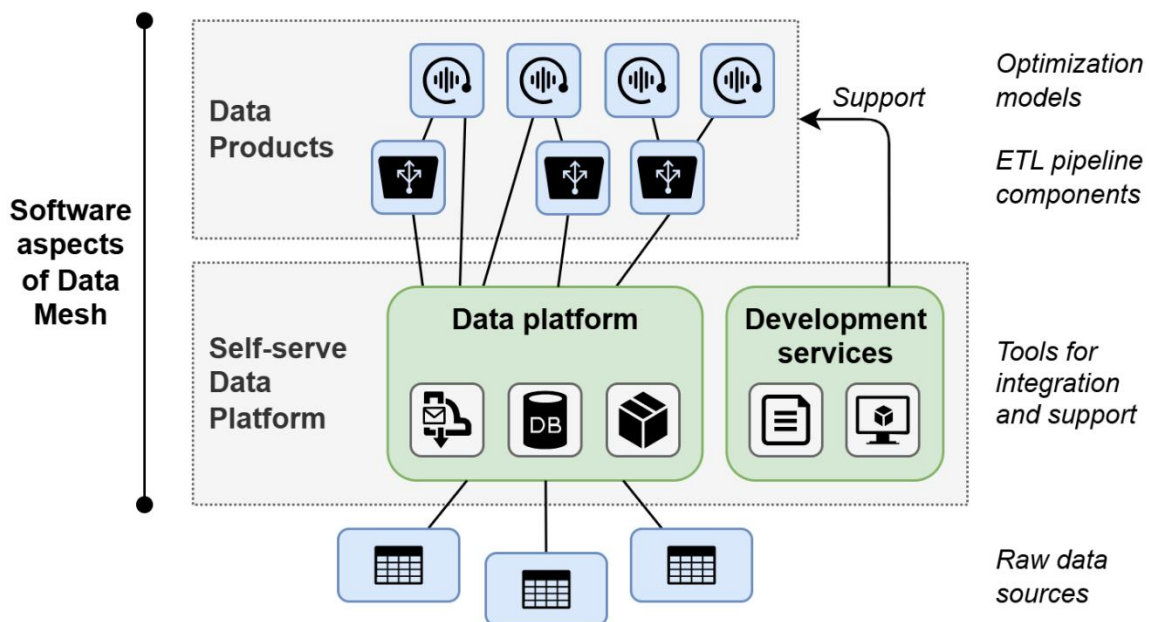 Data
Products
Support
Optimization
models
ETL pipeline
components
Software
aspects
of Data
Mesh
Self-serve
Data
Platform
Data platform
DB
Development
services
Tools for
integration
and support
Raw data
sources